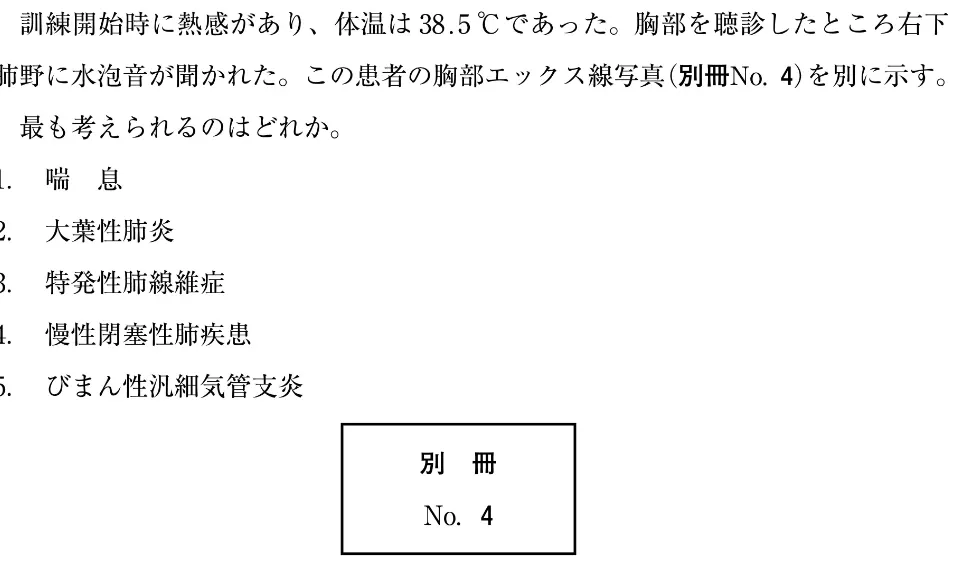 訓練開始時に熱感があり、体温は 38.5 ℃であった。胸部を聴診したところ右下
肺野に水泡音が聞かれた。この患者の胸部エックス線写真(別冊No. 4)を別に示す。
最も考えられるのはどれか。
1. 喘 息
2. 大葉性肺炎
3. 特発性肺線維症
4. 慢性閉塞性肺疾患
5. びまん性汎細気管支炎
別 冊
No. 4